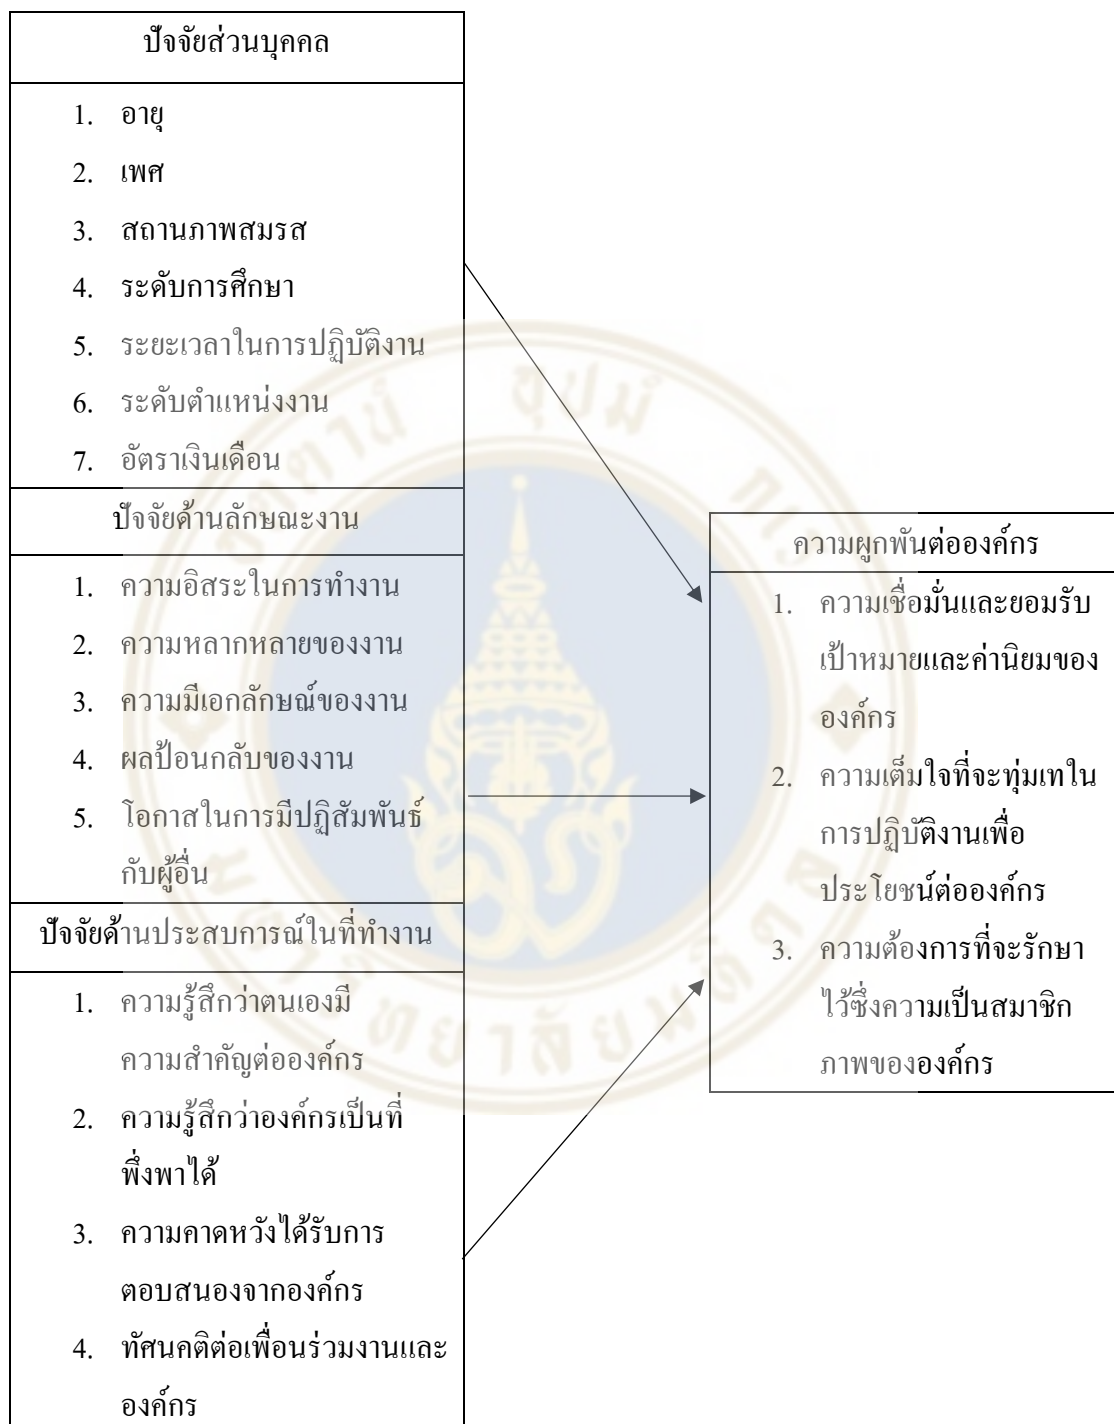 ปัจจัยส่วนบุคคล
1. อายุ
2. เพศ
3. สถานภาพสมรส
4. ระดับการศึกษา
5. ระยะเวลาในการปฏิบัติงาน
6. ระดับตำแหน่งงาน
7. อัตราเงินเดือน
ปัจจัยด้านลักษณะงาน
1. ความอิสระในการทำงาน
2. ความหลากหลายของงาน
3. ความมีเอกลักษณ์ของงาน
4. ผลป้อนกลับของงาน
5. โอกาสในการมีปฏิสัมพันธ์
กับผู้อื่น
ปัจจัยด้านประสบการณ์ในที่ทำงาน
1. ความรู้สึกว่าตนเองมี
ความสำคัญต่อองค์กร
2. ความรู้สึกว่าองค์กรเป็นที่
พึ่งพาได้
3. ความคาดหวังได้รับการ
ตอบสนองจากองค์กร
4. ทัศนคติต่อเพื่อนร่วมงานและ
องค์กร
ความผูกพันต่อองค์กร
1. ความเชื่อมั่นและยอมรับ
เป้าหมายและค่านิยมของ
องค์กร
2. ความเต็มใจที่จะทุ่มเทใน
การปฏิบัติงานเพื่อ
ประโยชน์ต่อองค์กร
3. ความต้องการที่จะรักษา
ไว้ซึ่งความเป็นสมาชิก
ภาพขององค์กร